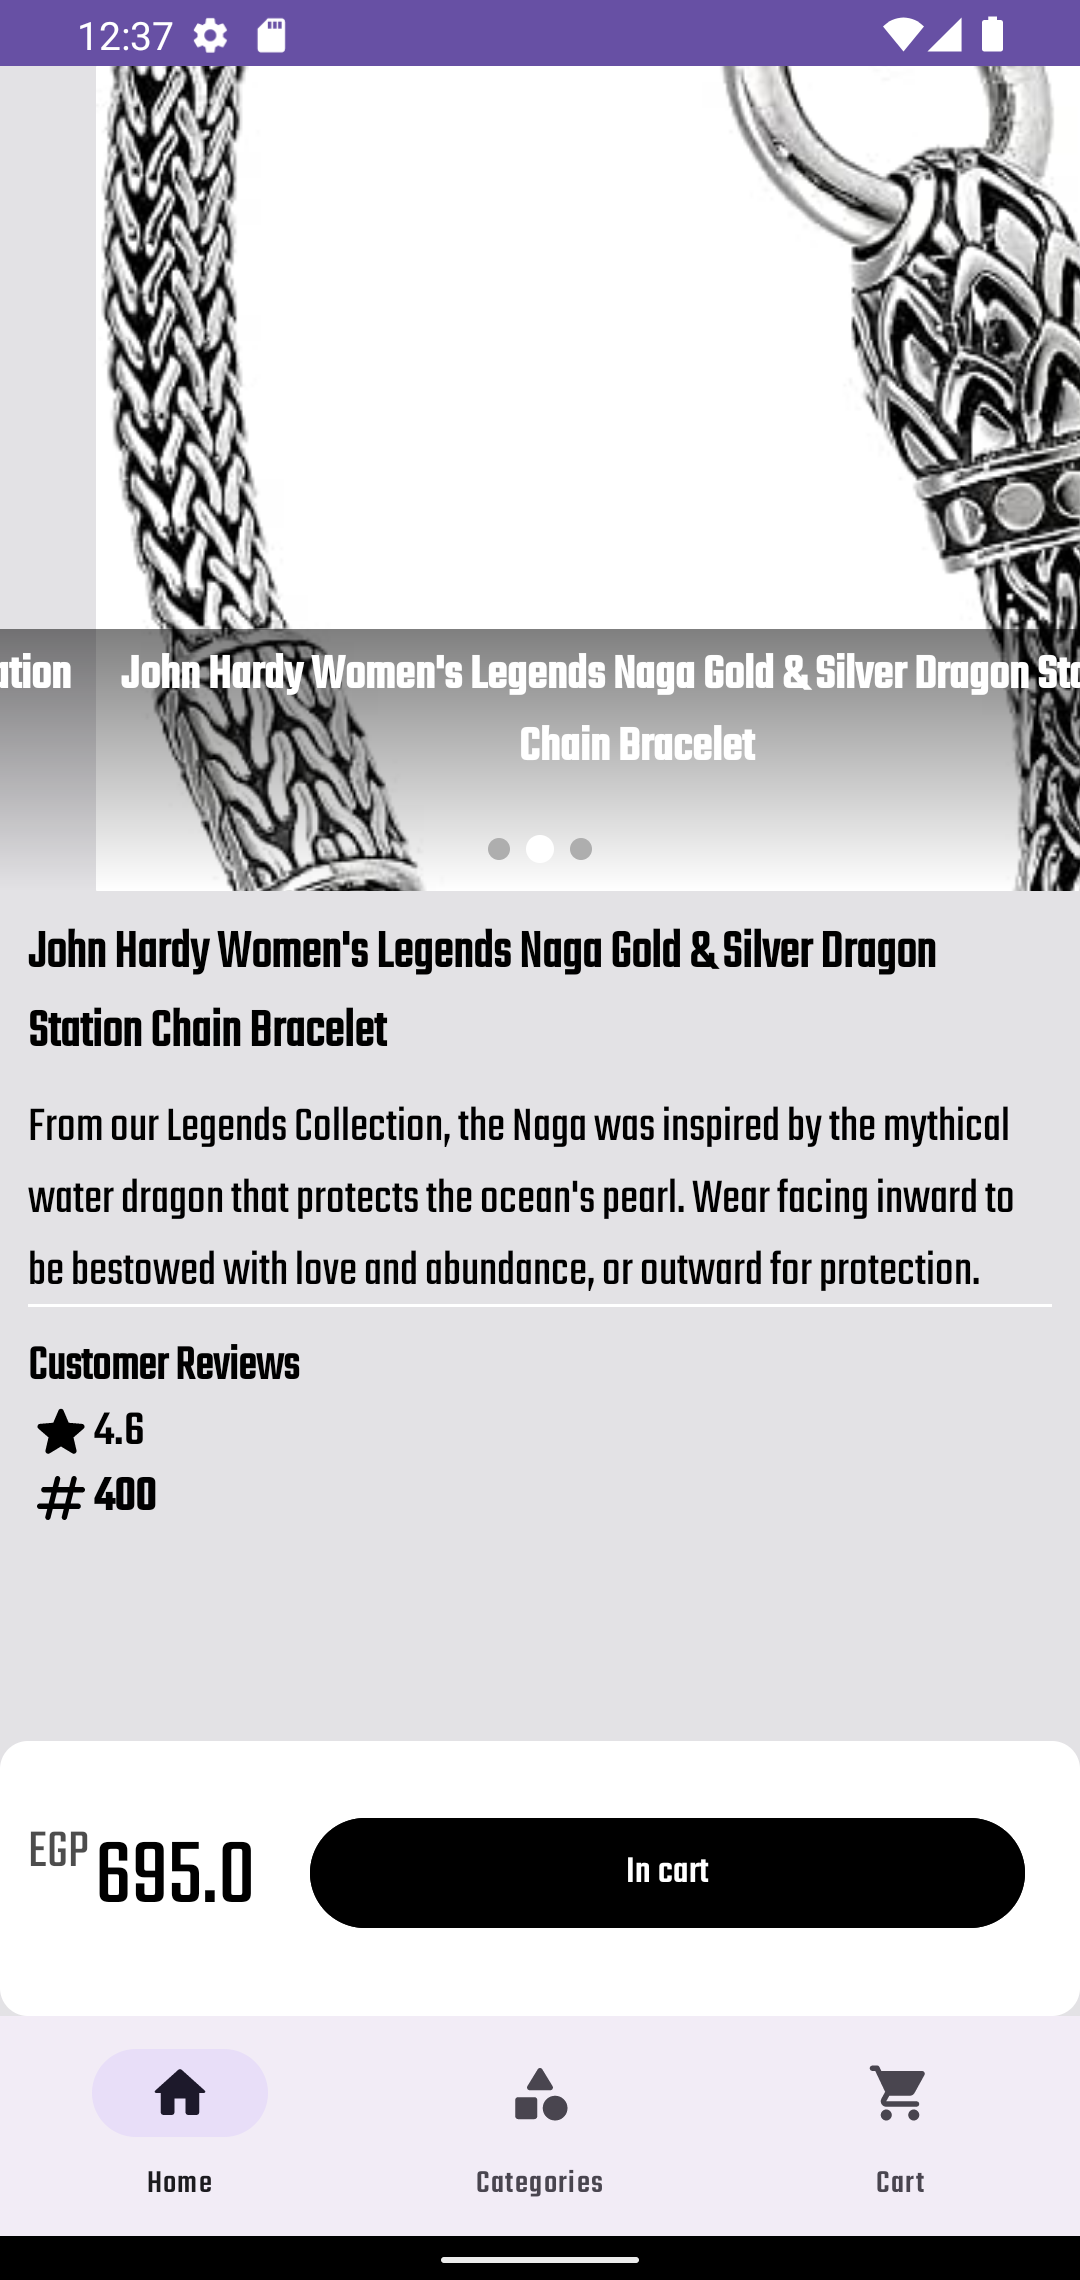 12:37
ation
John Hardy Women's Legends Naga Gold & Silver Dragon Sta
Chain Bracelet
John Hardy Women's Legends Naga Gold & Silver Dragon
Station Chain Bracelet
From our Legends Collection, the Naga was inspired by the mythical
water dragon that protects the ocean's pearl. Wear facing inward to
be bestowed with love and abundance, or outward for protection.
Customer Reviews
4.6
# 400
EGP 695.0
In cart
Home
Categories
Cart